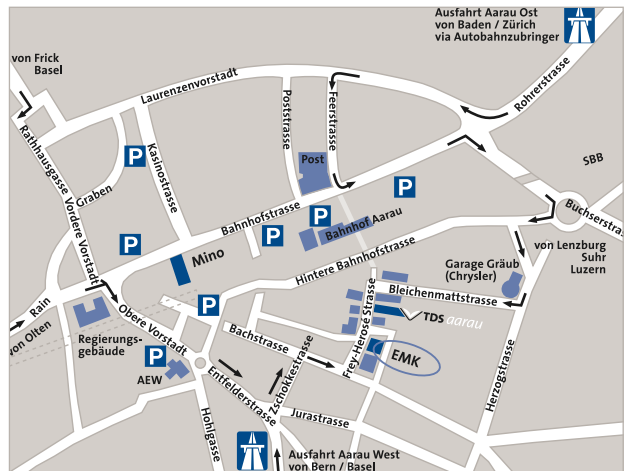 Ausfahrt Aarau Ost
von Baden / Zürich
via Autobahnzubringer
von Frick
Basel
Laurenzenvorstadt
Rohrerstrasse
Poststrasse
Feerstrasse
Rathhausgasse
Kasinostrasse
P
Post
SBB
Graben
P
Vordere Vorstadt
Bahnhofstrasse
P
Bahnhof Aarau
Buchserstra
P
P
Mino
Hintere Bahnhofstrasse
von Lenzburg
Suhr
Luzern
Garage Gräub
(Chrysler)
Rain
von Olten
P
Bleichenmattstrasse
TDS aarau
Obere Vorstadt
Regierungs-
gebäude
Bachstrasse
Frey-Herose Strasse
P
EMK
AEW
Zschokkestrasse
Herzogstrasse
Entfelderstrasse
Hohlgasse
Jurastrasse
Ausfahrt Aarau West
von Bern / Basel